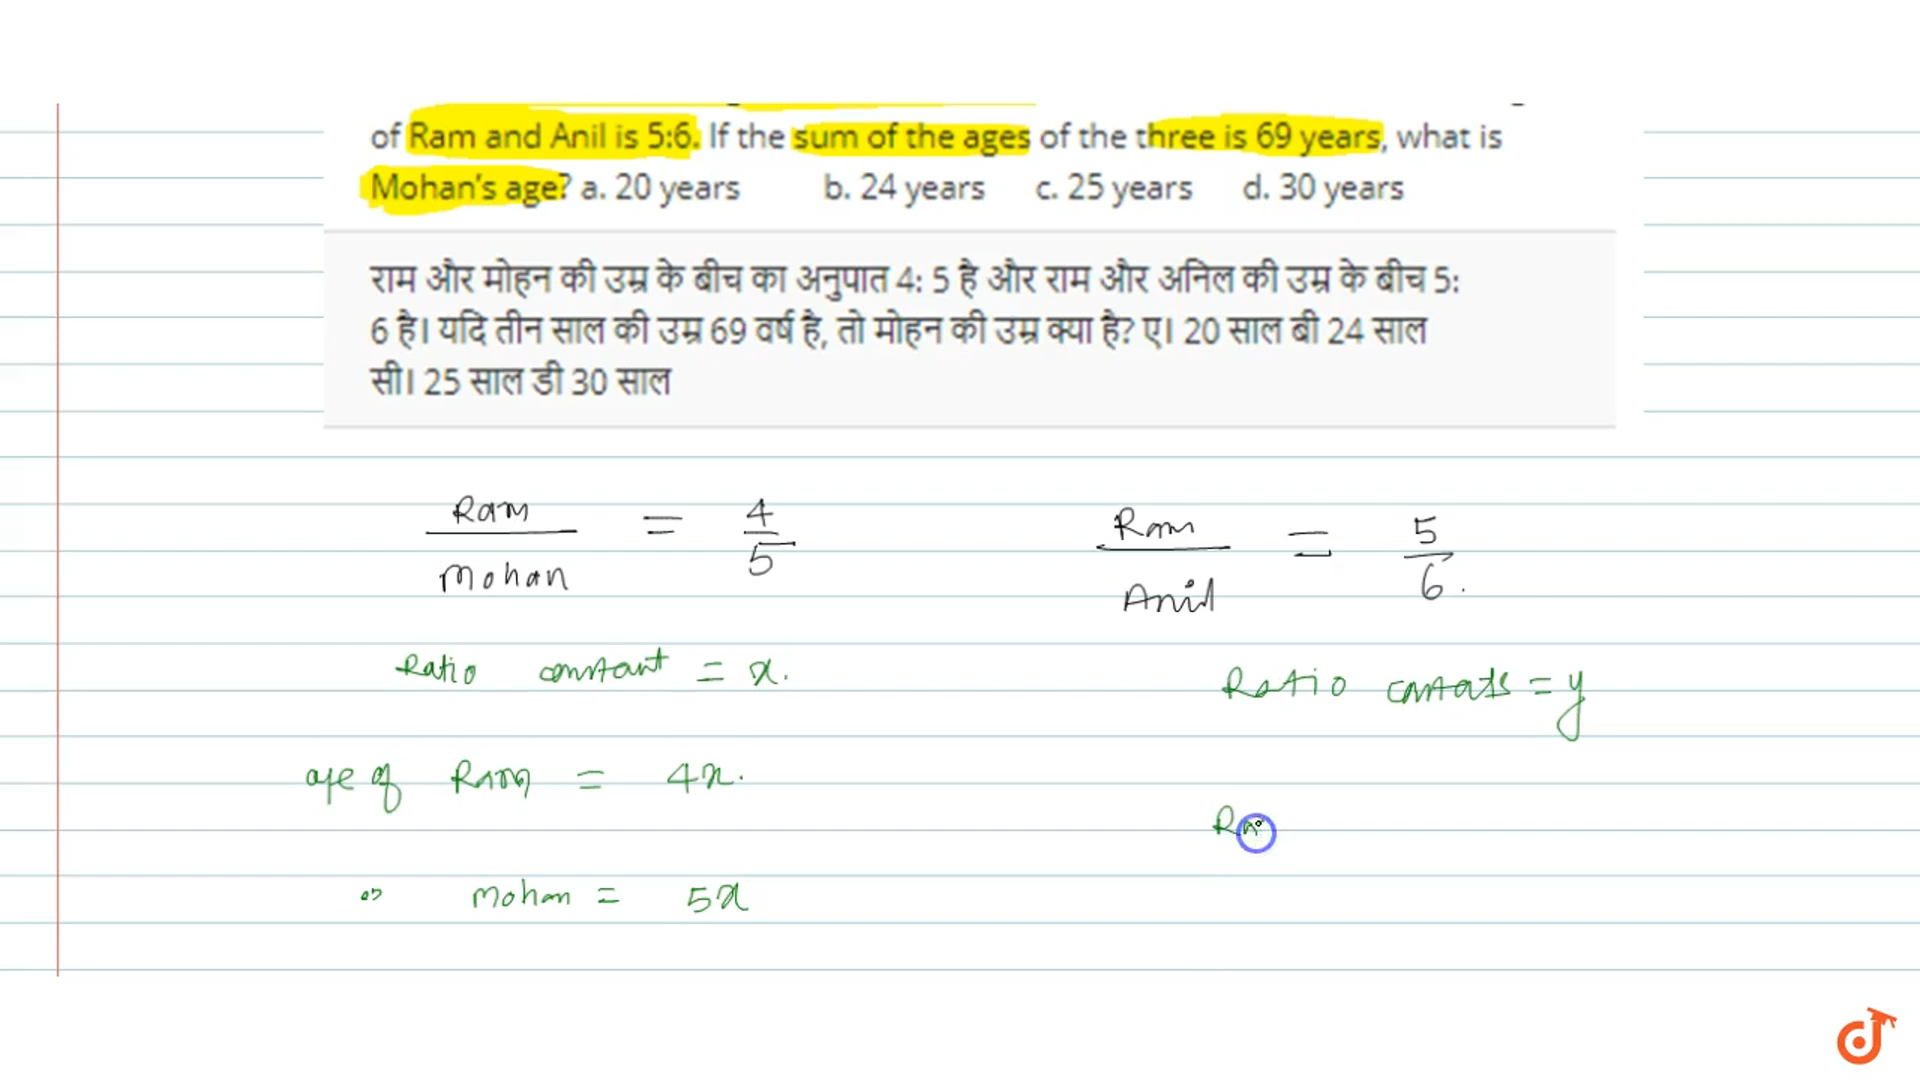 of Ram and Anil is 5:6. If the sum of the ages of the three is 69 years, what is
Mohan's age? a. 20 years b. 24 years c. 25 years d. 30 years
राम और मोहन की उम्र के बीच का अनुपात 4: 5 है और राम और अनिल की उम्र के बीच 5:
6 है। यदि तीन साल की उम्र 69 वर्ष है, तो मोहन की उम्र क्या है? ए। 20 साल बी 24 साल
सी। 25 साल डी 30 साल
Ram = 4
Mohan 5
Ram = 5
Anil 6.
Ratio constant = x.
Ratio = y
age of Ram = 4x.
Mohan = 5x